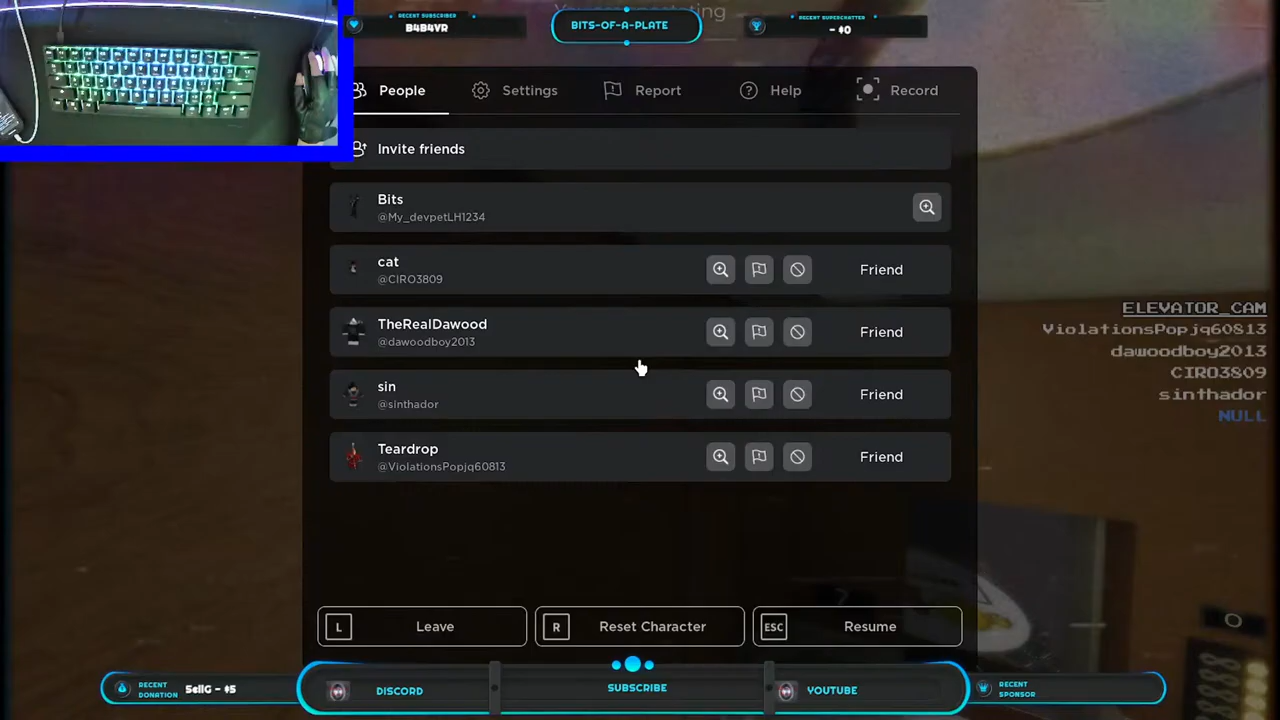 RECENT SUBSCRIBER
B4B4VR
BITS-OF-A-PLATE
RECENT SUPERCHATTER
- $0
People
Settings
Report
Help
Record
Invite friends
Bits
@My_devpetLH1234
cat
@CIRO3809
Friend
TheRealDawood
@dawoodboy2013
Friend
sin
@sinthador
Friend
Teardrop
@ViolationsPopjq60813
Friend
ELEVATOR_CAM
ViolationsPopjq60813
dawoodboy2013
CIRO3809
sinthador
NULL
L
Leave
R
Reset Character
ESC
Resume
RECENT
DONATION
SellG - $5
DISCORD
SUBSCRIBE
YOUTUBE
RECENT
SPONSOR